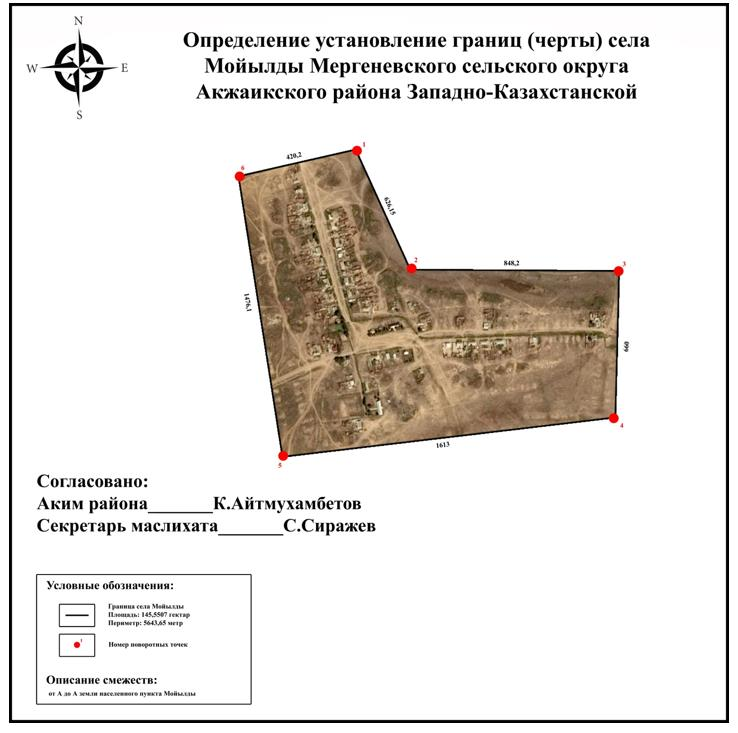 N
W E
S
Определение установление границ (черты) села
Мойылды Мергеневского сельского округа
Акжаикского района Западно-Казахстанской
1
420,2
6
626,15
2
848,2
3
1476,1
660
4
1613
5
Согласовано:
Аким района_______К.Айтмухамбетов
Секретарь маслихата_______С.Сиражев
Условные обозначения:
Граница села Мойылды
Площадь: 145,5507 гектар
Периметр: 5643,65 метр
1
Номер поворотных точек
Описание смежеств:
от А до А земли населенного пункта Мойылды